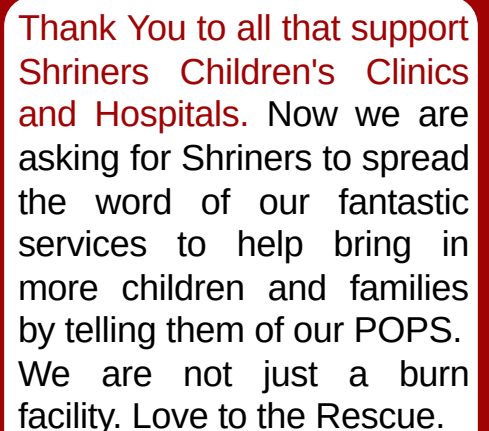 Thank You to all that support
Shriners Children's Clinics
and Hospitals. Now we are
asking for Shriners to spread
the word of our fantastic
services to help bring in
more children and families
by telling them of our POPS.
We are not just a burn
facility. Love to the Rescue.